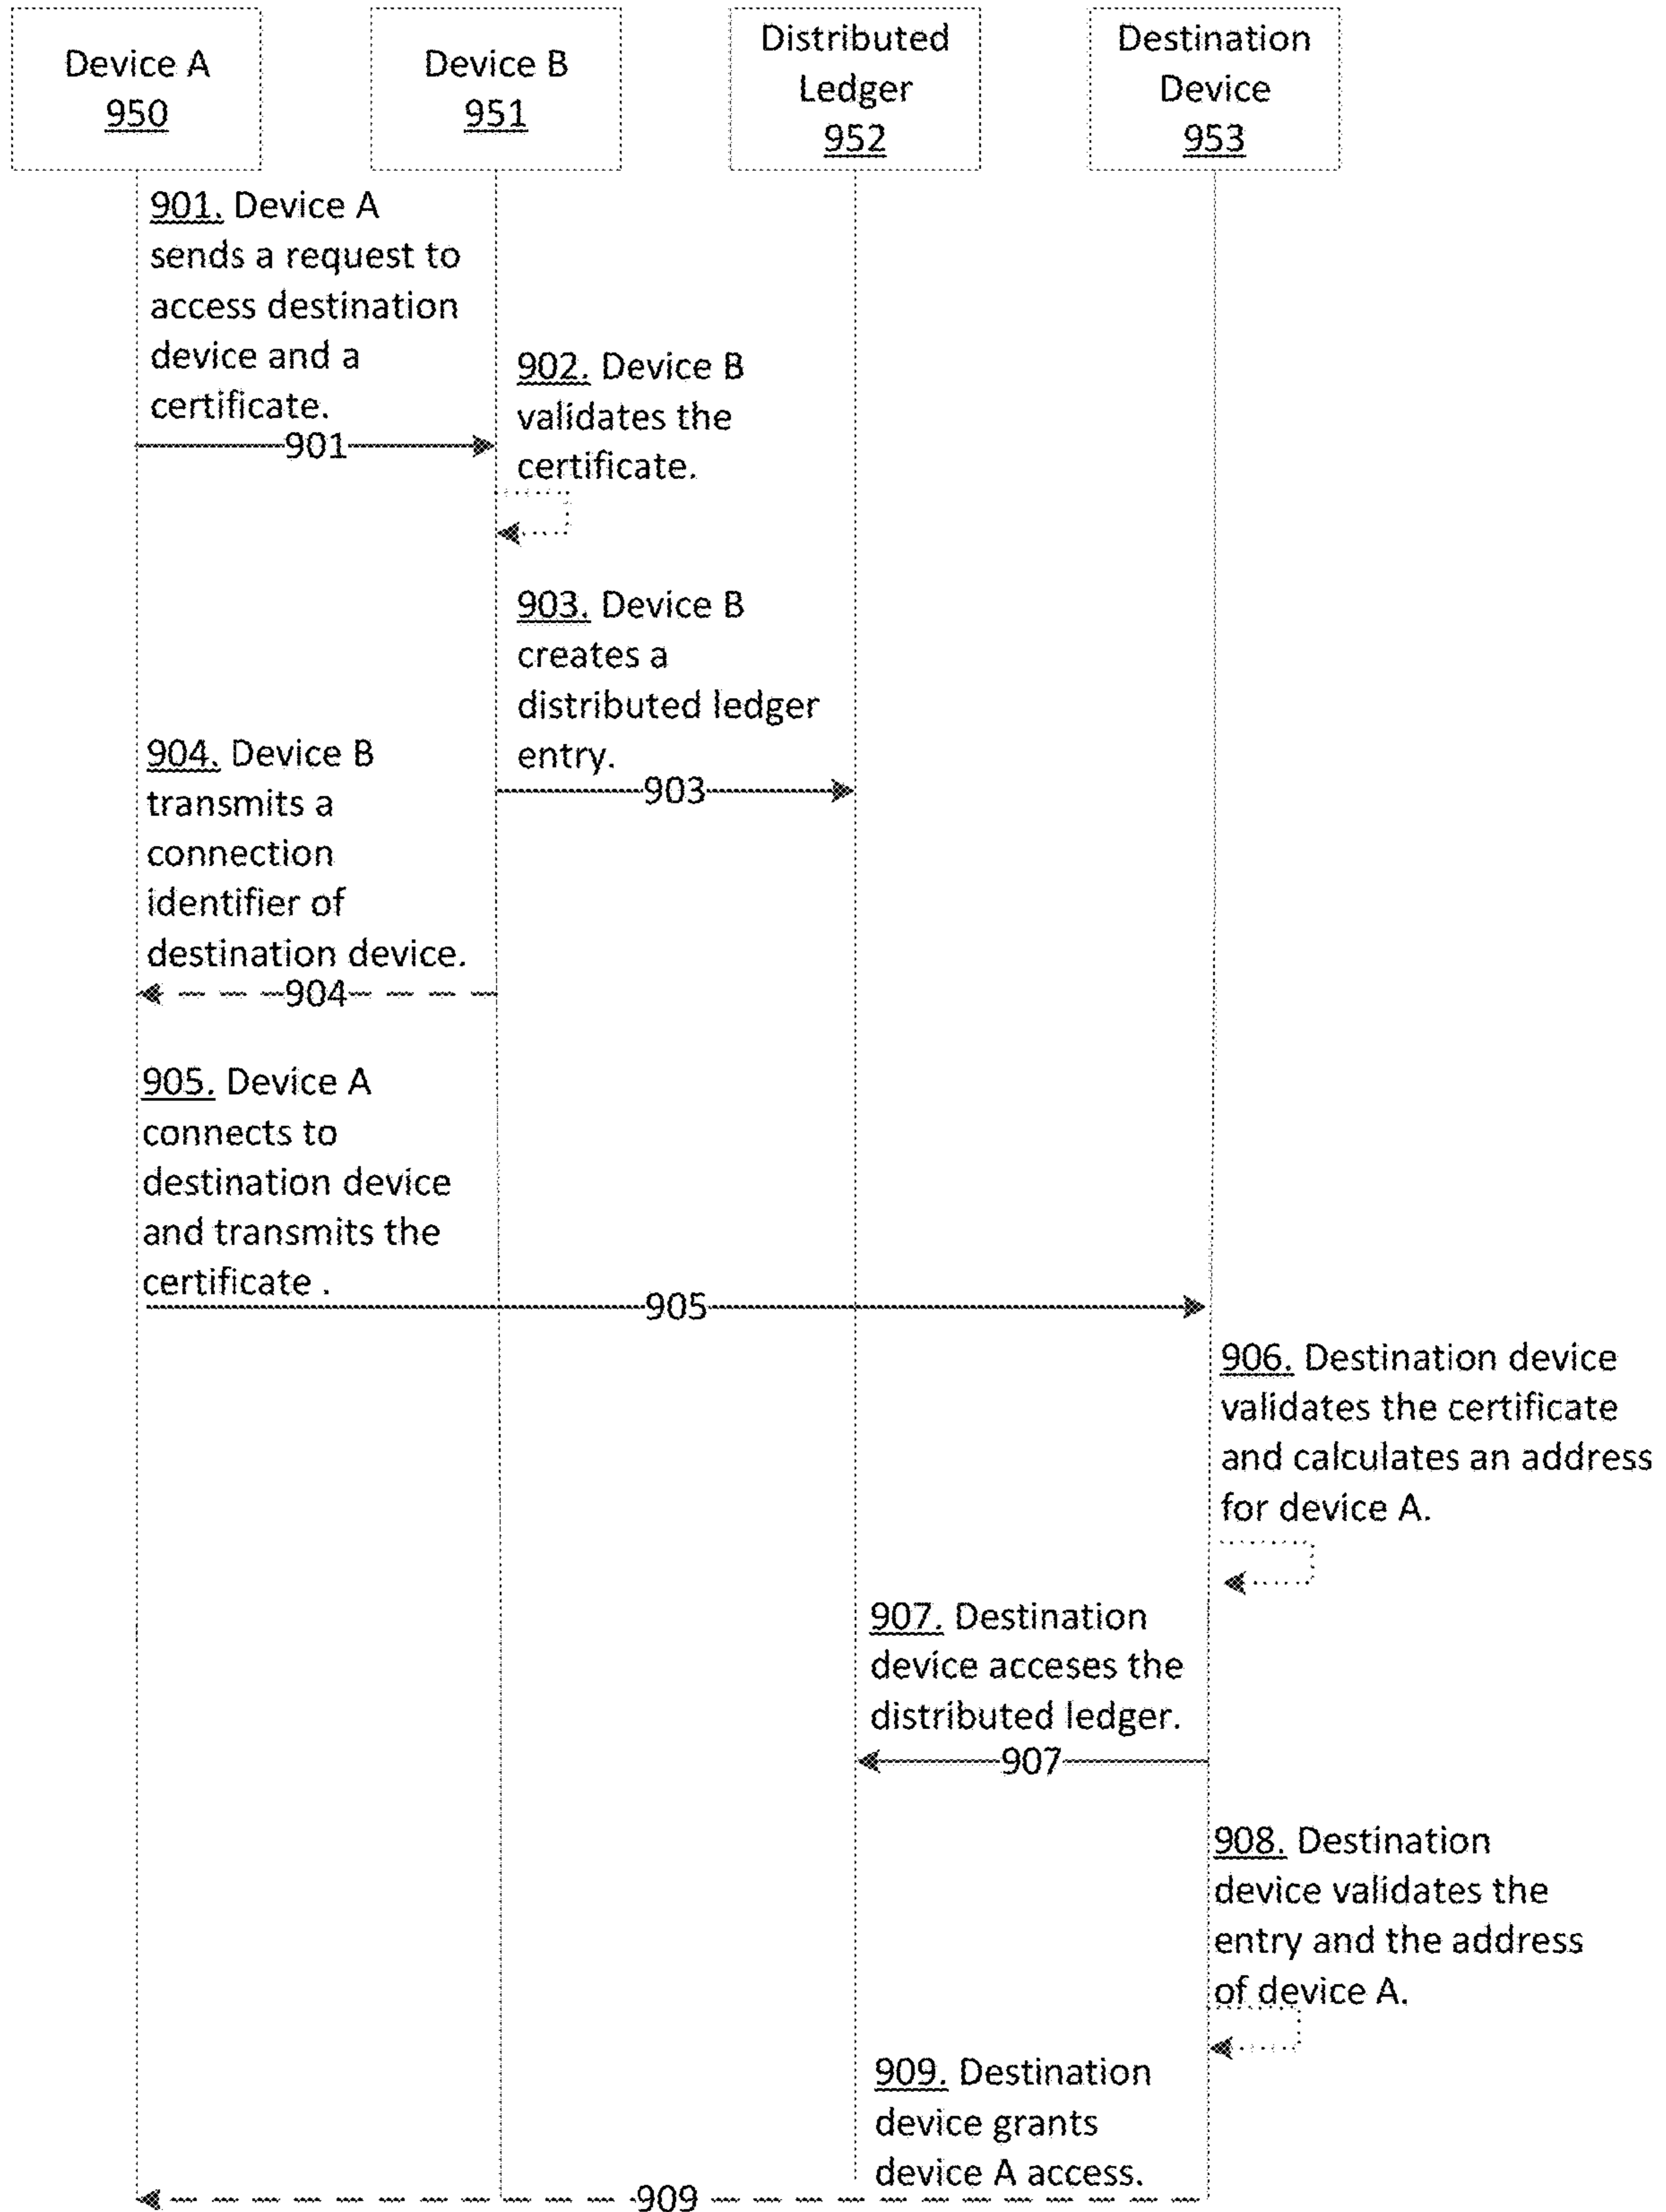 Device A
950
Device B
951
Distributed
Ledger
952
Destination
Device
953
901. Device A
sends a request to
access destination
device and a
certificate.
901
902. Device B
validates the
certificate.
903. Device B
creates a
distributed ledger
entry.
903
904. Device B
transmits a
connection
identifier of
destination device.
904
905. Device A
connects to
destination device
and transmits the
certificate .
905
906. Destination device
validates the certificate
and calculates an address
for device A.
907. Destination
device acceses the
distributed ledger.
907
908. Destination
device validates the
entry and the address
of device A.
909. Destination
device grants
device A access.
909